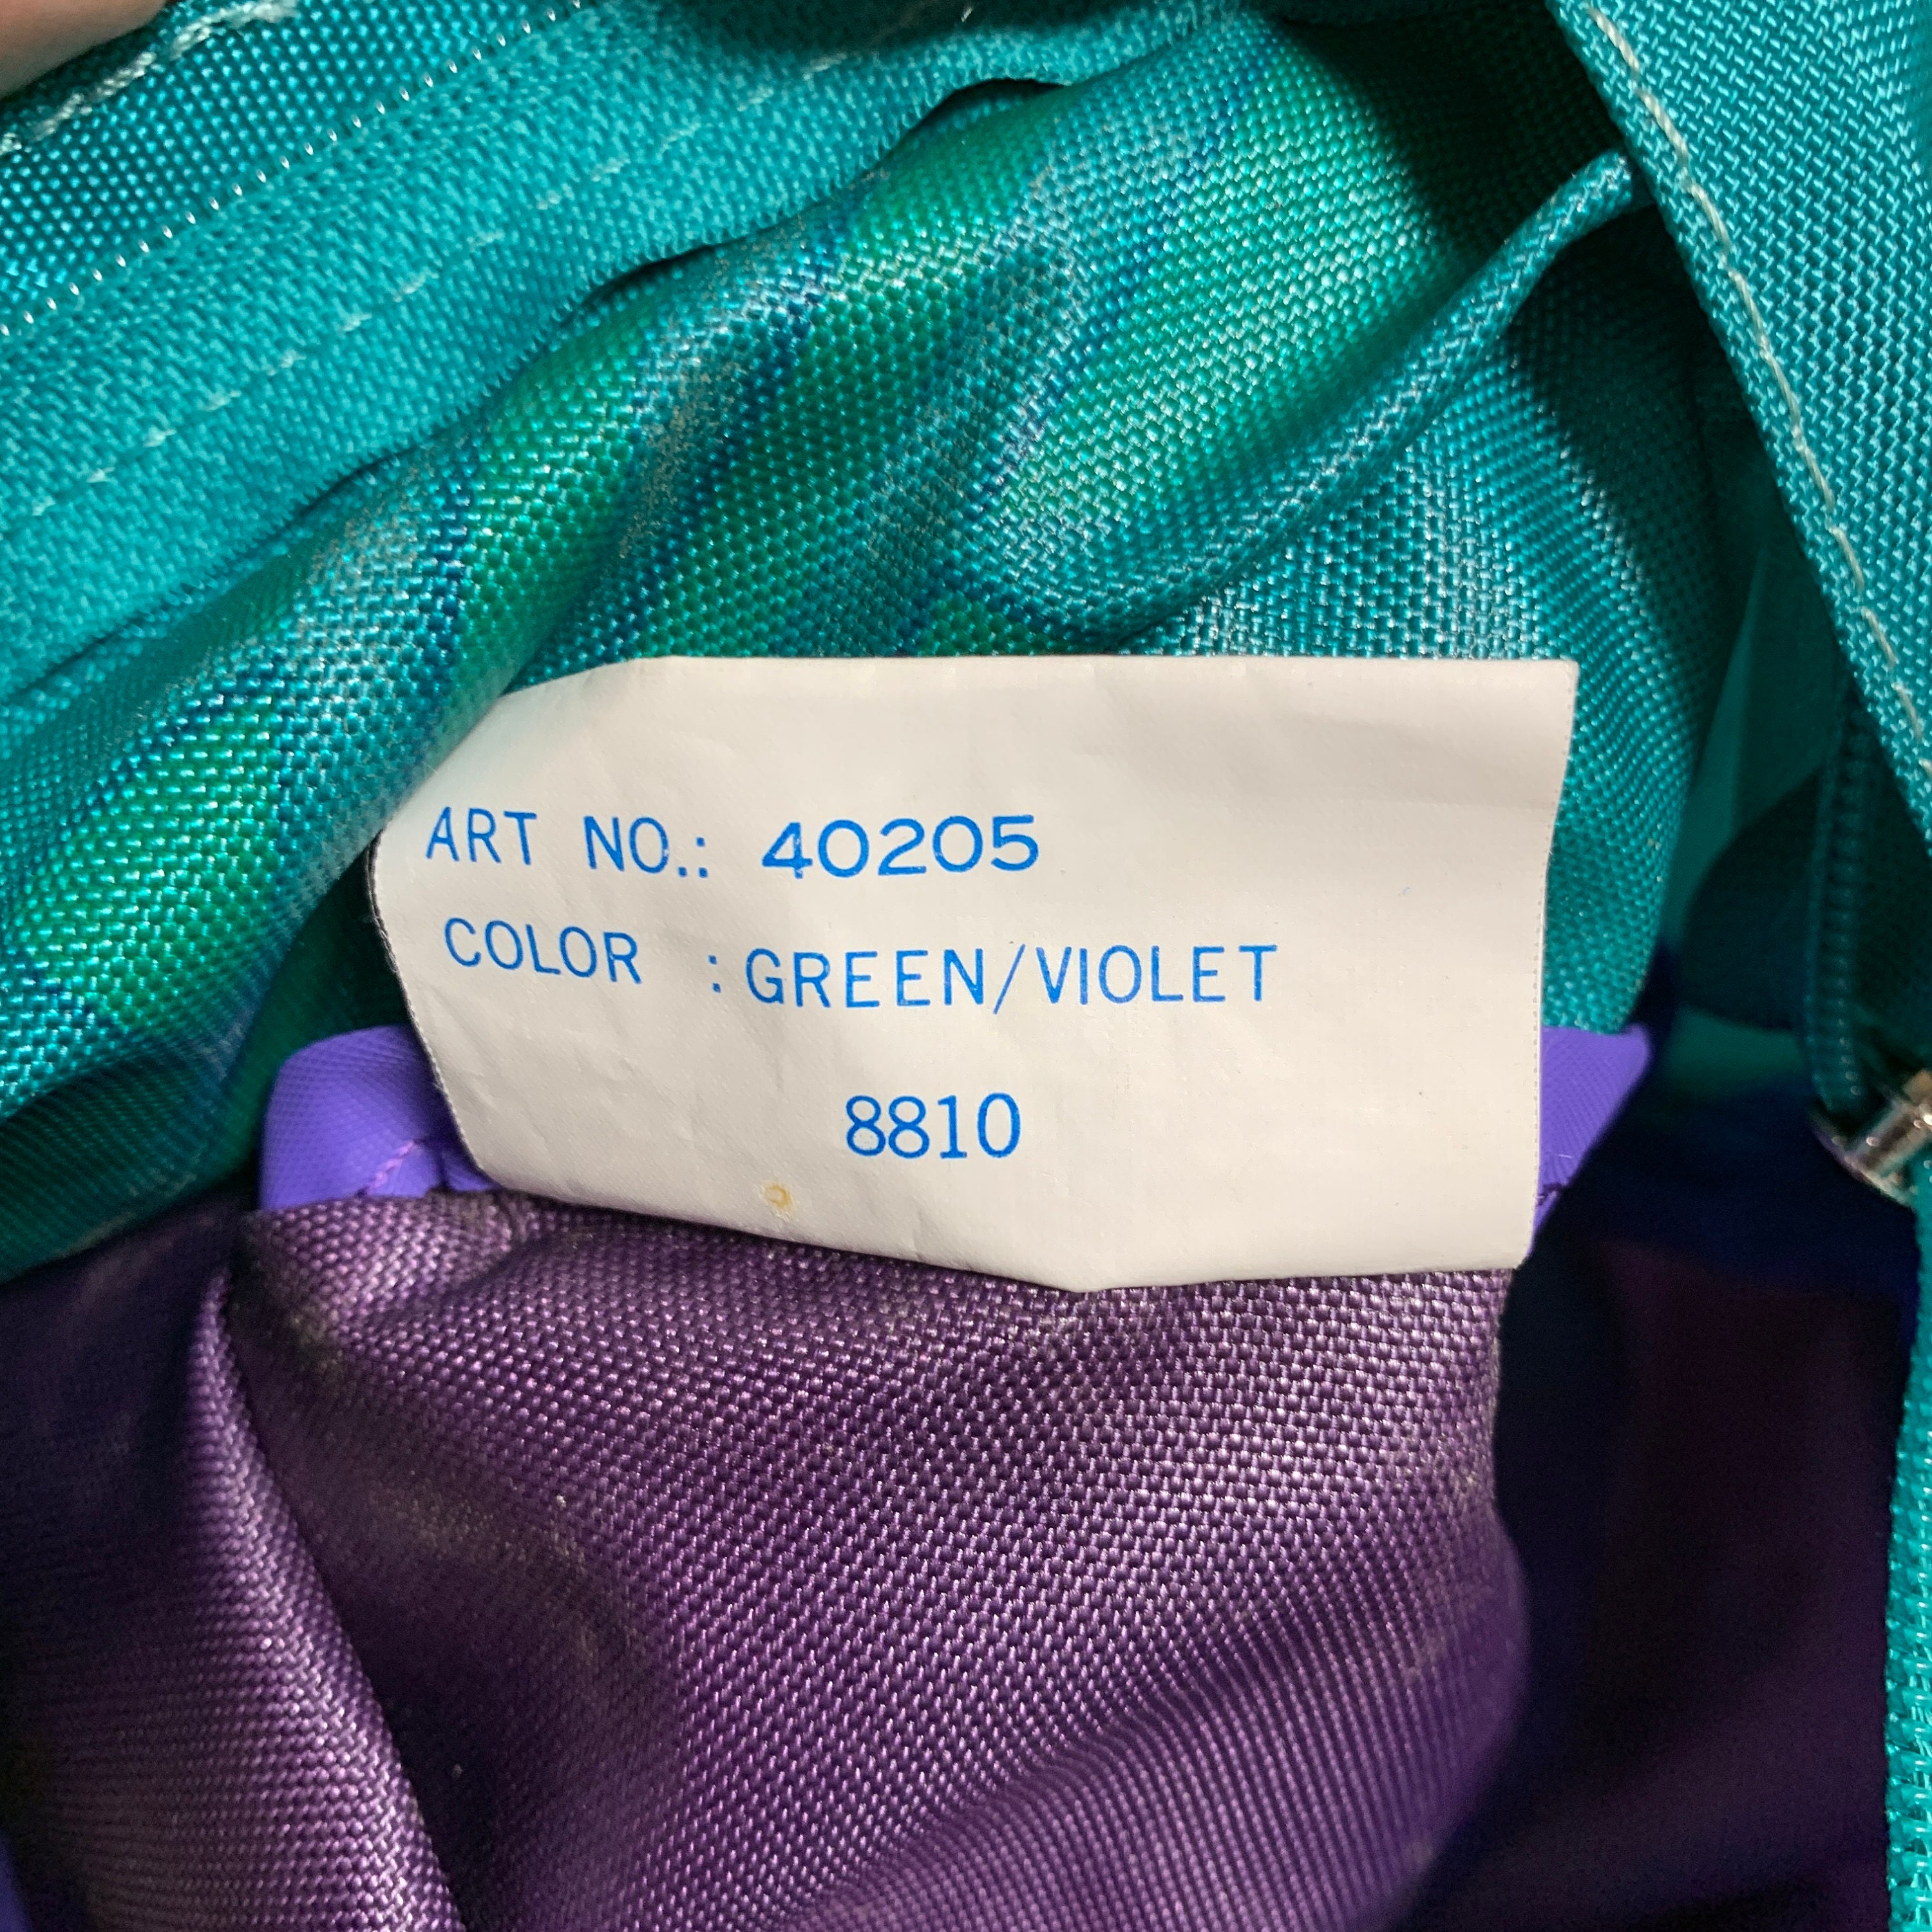 ART NO.: 40205
COLOR : GREEN/VIOLET
8810